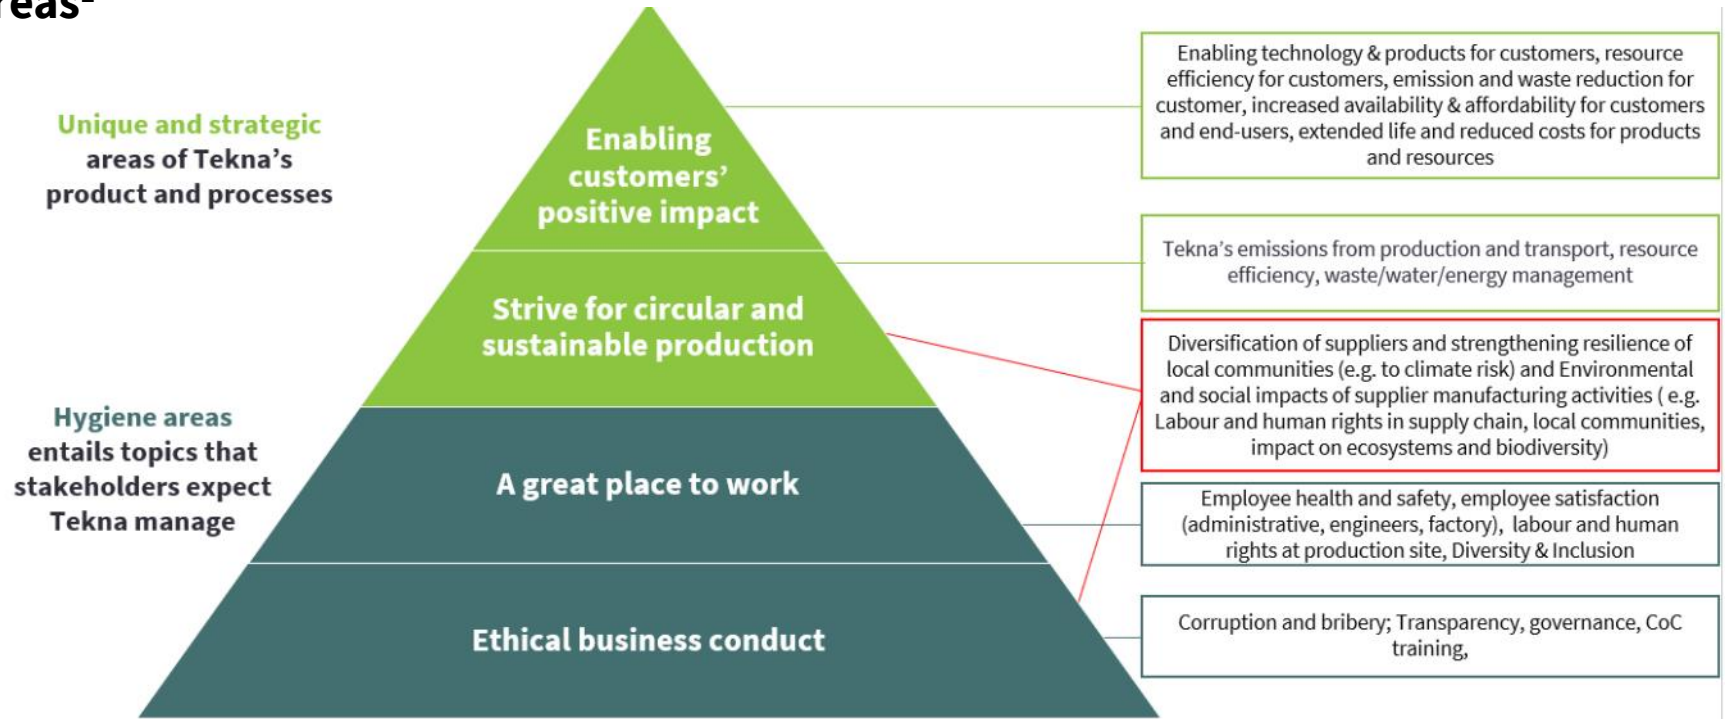 reas¹
Unique and strategic
areas of Tekna’s
product and processes
Hygiene areas
entails topics that
stakeholders expect
Tekna manage
Enabling
customers’
positive impact
Strive for circular and
sustainable production
A great place to work
Ethical business conduct
Enabling technology & products for customers, resource
efficiency for customers, emission and waste reduction for
customer, increased availability & affordability for customers
and end-users, extended life and reduced costs for products
and resources
Tekna’s emissions from production and transport, resource
efficiency, waste/water/energy management
Diversification of suppliers and strengthening resilience of
local communities (e.g. to climate risk) and Environmental
and social impacts of supplier manufacturing activities ( e.g.
Labour and human rights in supply chain, local communities,
impact on ecosystems and biodiversity)
Employee health and safety, employee satisfaction
(administrative, engineers, factory), labour and human
rights at production site, Diversity & Inclusion
Corruption and bribery; Transparency, governance, CoC
training,